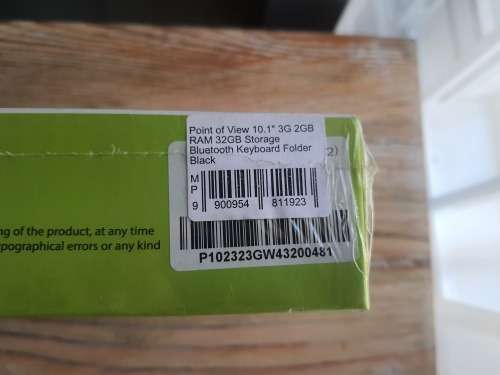 Point of View 10.1" 3G 2GB
RAM 32GB Storage
Bluetooth Keyboard Folder
Black
2)
M
P
9 900954 811923
ng of the product, at any time
pographical errors or any kind
P102323GW43200481